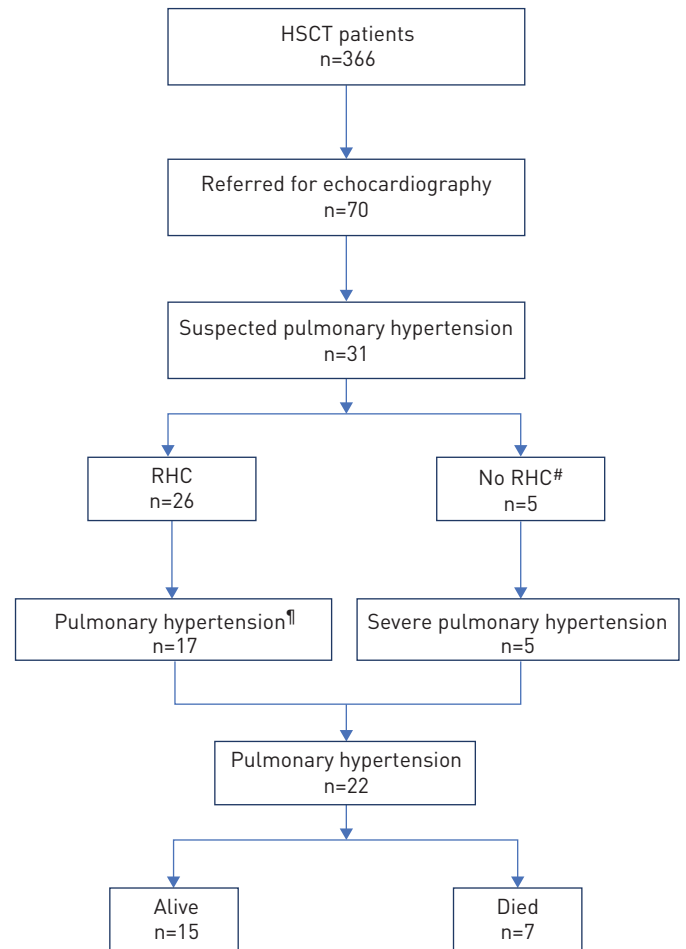 HSCT patients
n=366
Referred for echocardiography
n=70
Suspected pulmonary hypertension
n=31
RHC
n=26
No RHC#
n=5
Pulmonary hypertension¶
n=17
Severe pulmonary hypertension
n=5
Pulmonary hypertension
n=22
Alive
n=15
Died
n=7